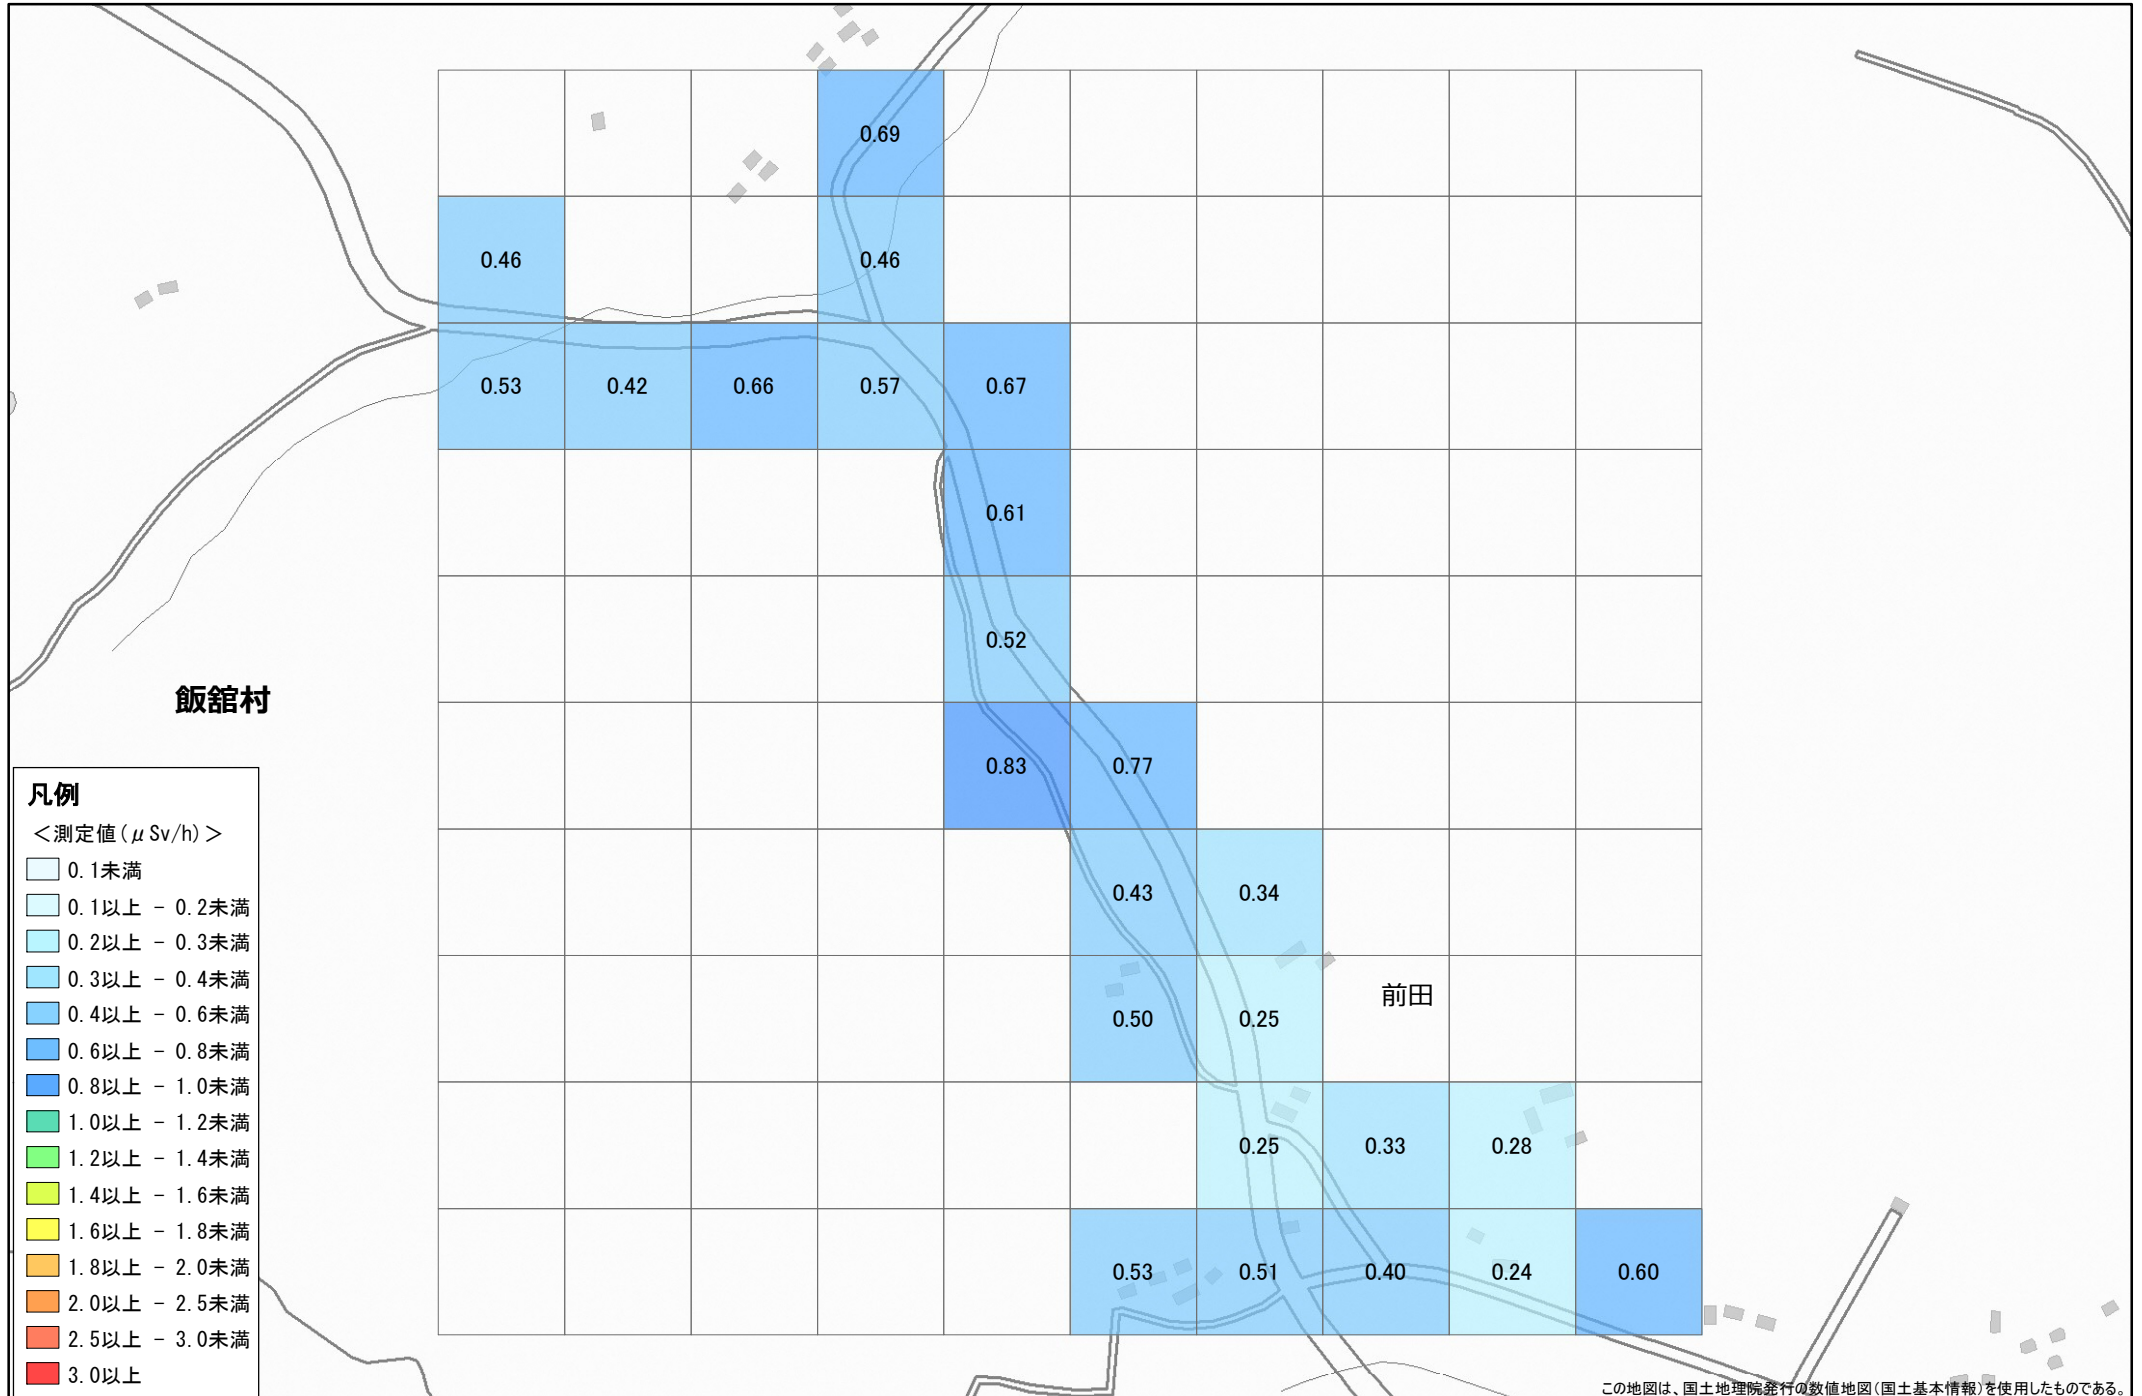 0.69
0.46
0.46
0.53 0.42 0.66 0.57 0.67
0.61
0.52
飯舘村
0.83 0.77
0.43 0.34
前田
0.50 0.25
0.25 0.33 0.28
0.53 0.51 0.40 0.24 0.60
凡例
＜測定値(μSv/h)＞
0.1未満
0.1以上 - 0.2未満
0.2以上 - 0.3未満
0.3以上 - 0.4未満
0.4以上 - 0.6未満
0.6以上 - 0.8未満
0.8以上 - 1.0未満
1.0以上 - 1.2未満
1.2以上 - 1.4未満
1.4以上 - 1.6未満
1.6以上 - 1.8未満
1.8以上 - 2.0未満
2.0以上 - 2.5未満
2.5以上 - 3.0未満
3.0以上
この地図は、国土地理院発行の数値地図(国土基本情報)を使用したものである。